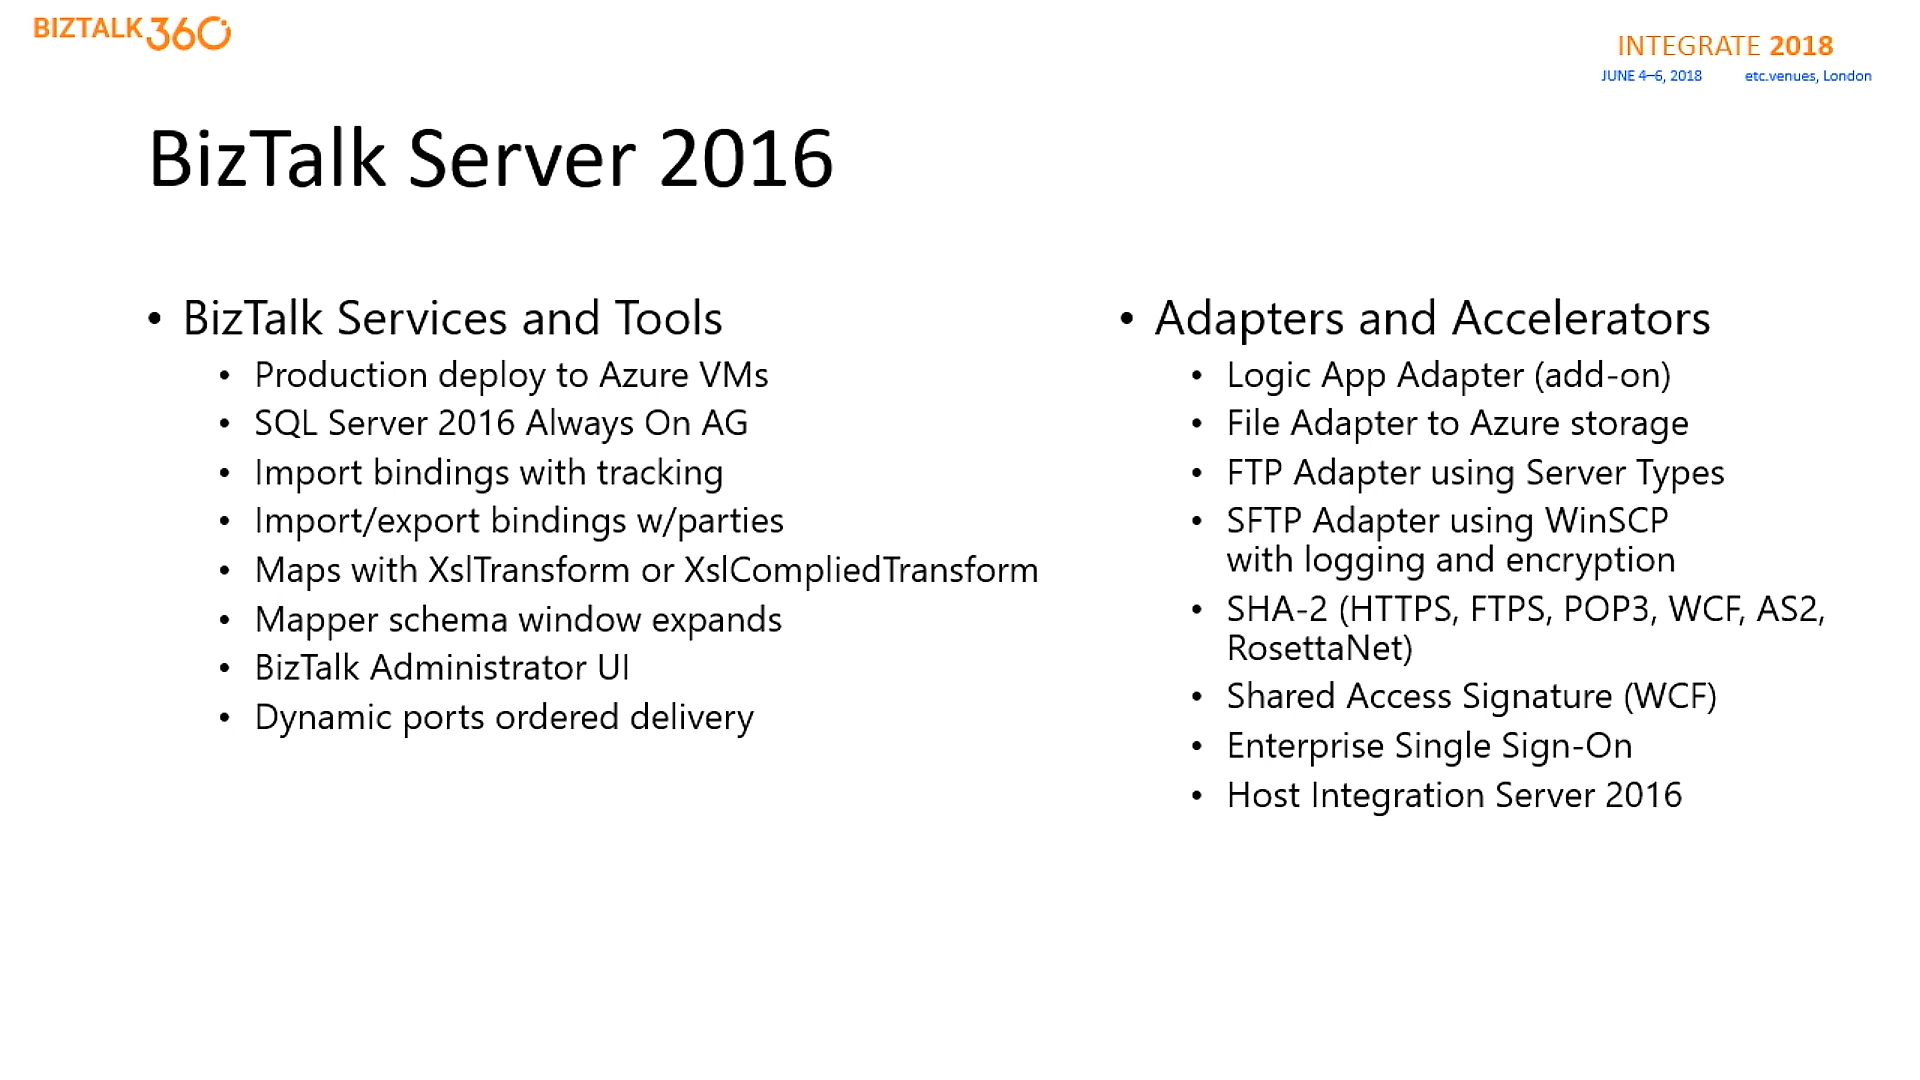 BIZTALK360
INTEGRATE 2018
JUNE 4–6, 2018 etc.venues, London
BizTalk Server 2016
• BizTalk Services and Tools
• Production deploy to Azure VMs
• SQL Server 2016 Always On AG
• Import bindings with tracking
• Import/export bindings w/parties
• Maps with XslTransform or XslCompliedTransform
• Mapper schema window expands
• BizTalk Administrator UI
• Dynamic ports ordered delivery
• Adapters and Accelerators
• Logic App Adapter (add-on)
• File Adapter to Azure storage
• FTP Adapter using Server Types
• SFTP Adapter using WinSCP
with logging and encryption
• SHA-2 (HTTPS, FTPS, POP3, WCF, AS2,
RosettaNet)
• Shared Access Signature (WCF)
• Enterprise Single Sign-On
• Host Integration Server 2016